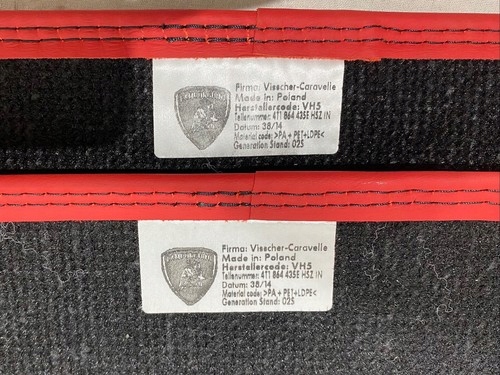 Firma: Visscher-Caravelle
Made in: Poland
Herstellercode: VH5
Teilenummer: 4T1 864 435E HSZ IN
Datum: 38/14
Material code: >PA + PET+LDPE<
Generation Stand: 02S
Firma: Visscher-Caravelle
Made in: Poland
Herstellercode: VH5
Teilenummer: 4T1 864 435E HSZ IN
Datum: 38/14
Material code: >PA + PET+LDPE<
Generation Stand: 02S